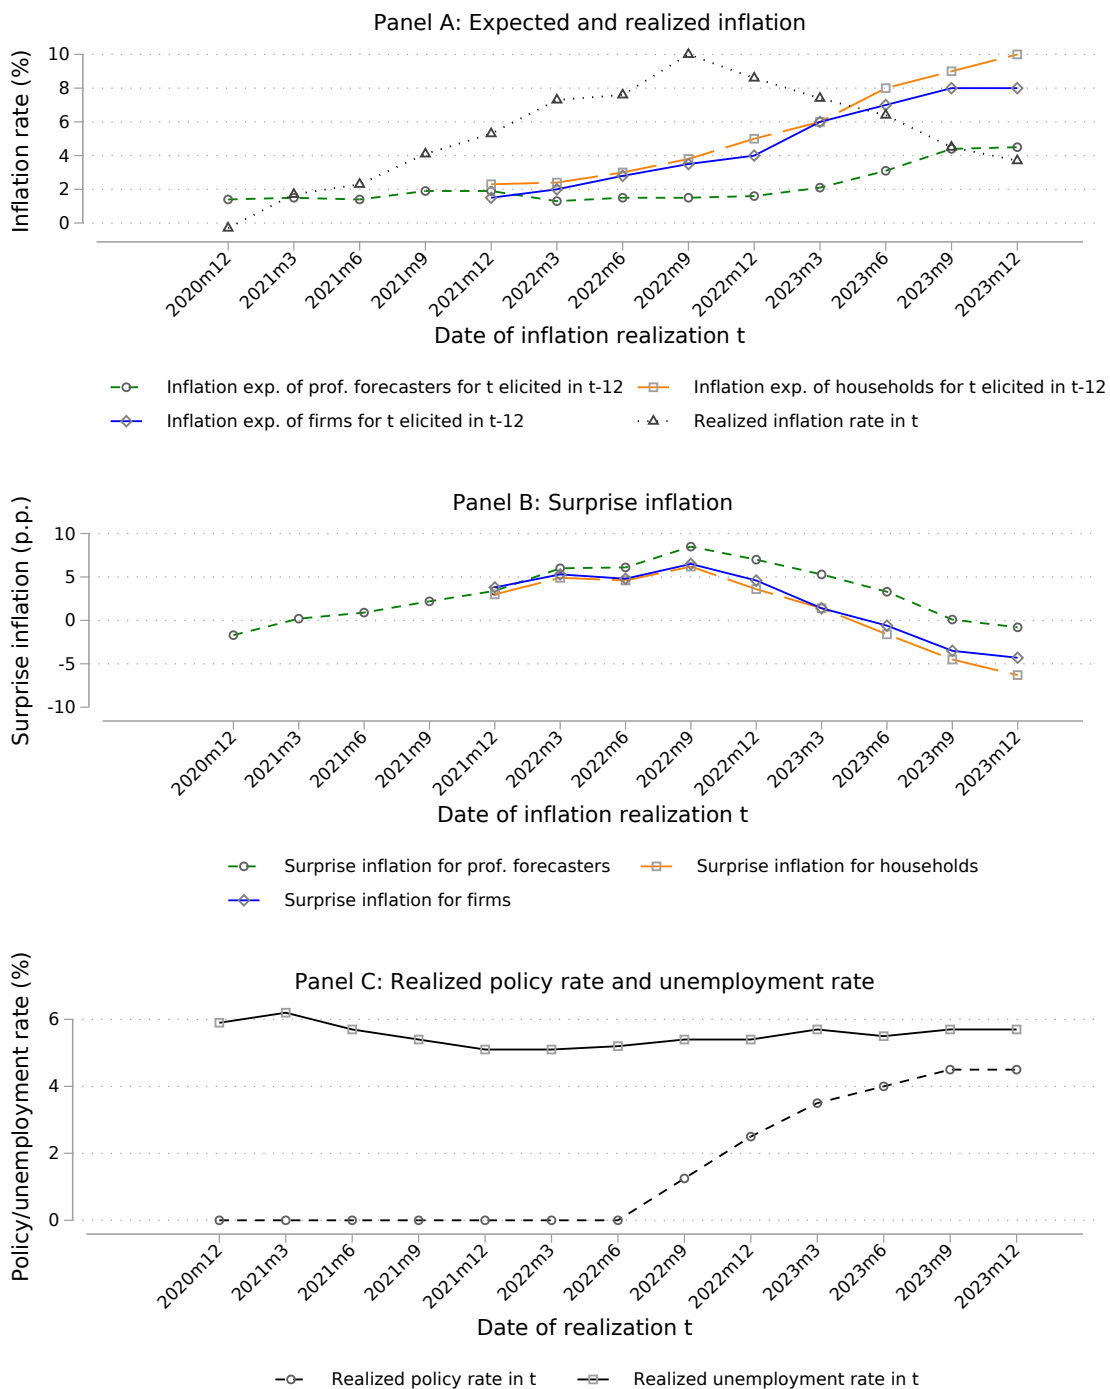 Panel A: Expected and realized inflation
Inflation rate (%)
10
8
6
4
2
0
2020m12
2021m3
2021m6
2021m9
2021m12
2022m3
2022m6
2022m9
2022m12
2023m3
2023m6
2023m9
2023m12
Date of inflation realization t
Inflation exp. of prof. forecasters for t elicited in t-12
Inflation exp. of households for t elicited in t-12
Inflation exp. of firms for t elicited in t-12
Realized inflation rate in t
Panel B: Surprise inflation
Surprise inflation (p.p.)
10
5
0
-5
-10
2020m12
2021m3
2021m6
2021m9
2021m12
2022m3
2022m6
2022m9
2022m12
2023m3
2023m6
2023m9
2023m12
Date of inflation realization t
Surprise inflation for prof. forecasters
Surprise inflation for households
Surprise inflation for firms
Panel C: Realized policy rate and unemployment rate
Policy/unemployment rate (%)
6
4
2
0
2020m12
2021m3
2021m6
2021m9
2021m12
2022m3
2022m6
2022m9
2022m12
2023m3
2023m6
2023m9
2023m12
Date of realization t
Realized policy rate in t
Realized unemployment rate in t